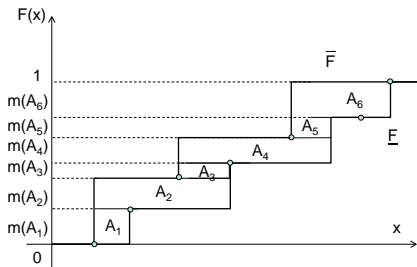 F(x)
F̅
1
m(A₆)
A₆
m(A₅)
A₅
F̲
m(A₄)
A₄
m(A₃)
A₃
m(A₂)
A₂
m(A₁)
A₁
x
0